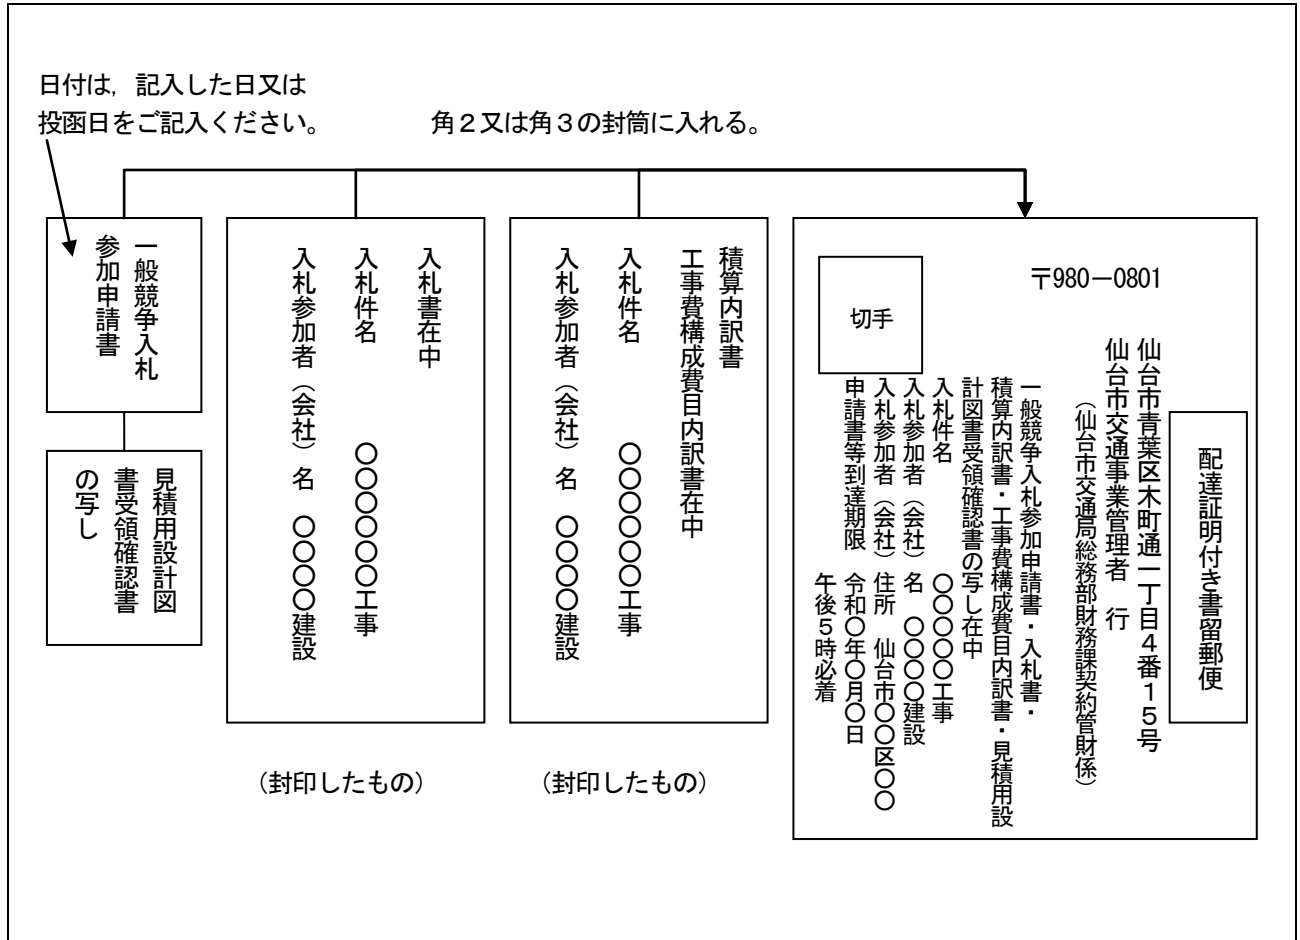 日付は，記入した日又は
投函日をご記入ください。
角２又は角３の封筒に入れる。
一般競争入札
参加申請書
見積用設計図
書受領確認書
の写し
入札書在中
入札件名　〇〇〇〇〇〇工事
入札参加者（会社）名　〇〇〇〇建設
（封印したもの）
積算内訳書
工事費構成費目内訳書在中
入札件名　〇〇〇〇〇〇工事
入札参加者（会社）名　〇〇〇〇建設
（封印したもの）
配達証明付き書留郵便
〒980－0801
仙台市青葉区木町通一丁目４番１５号
仙台市交通事業管理者　行
（仙台市交通局総務部財務課契約管財係）
切手
一般競争入札参加申請書・入札書・
積算内訳書・工事費構成費目内訳書・見積用設
計図書受領確認書の写し在中
入札件名　〇〇〇〇〇工事
入札参加者（会社）名　〇〇〇〇建設
入札参加者（会社）住所　仙台市〇〇区〇〇
申請書等到達期限　令和〇年〇月〇日
午後５時必着